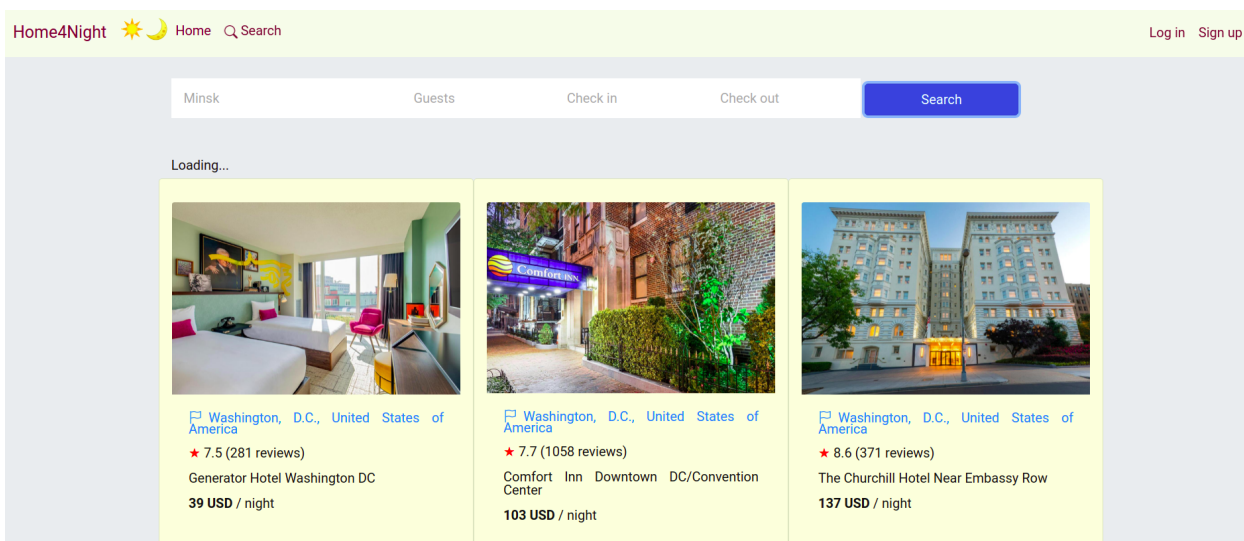 Home4Night Home Search Log in Sign up
Minsk Guests Check in Check out Search
Loading...
Comfort INN
Washington, D.C., United States of
America
★ 7.5 (281 reviews)
Generator Hotel Washington DC
39 USD / night
Washington, D.C., United States of
America
★ 7.7 (1058 reviews)
Comfort Inn Downtown DC/Convention
Center
103 USD / night
Washington, D.C., United States of
America
★ 8.6 (371 reviews)
The Churchill Hotel Near Embassy Row
137 USD / night